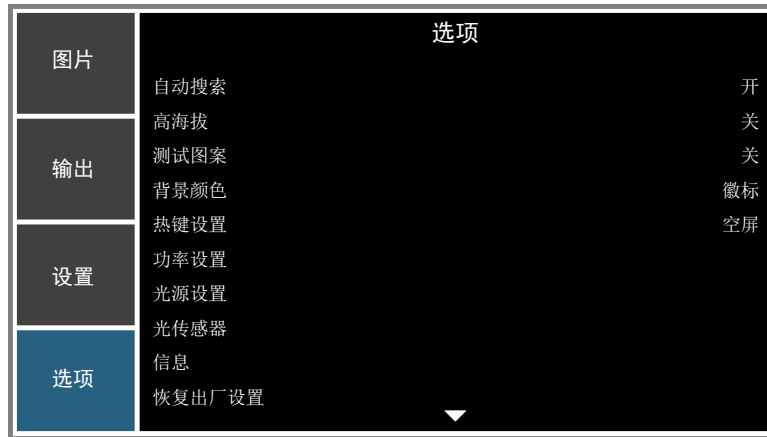 图片
输出
设置
选项
选项
自动搜索 开
高海拔 关
测试图案 关
背景颜色 徽标
热键设置 空屏
功率设置
光源设置
光传感器
信息
恢复出厂设置